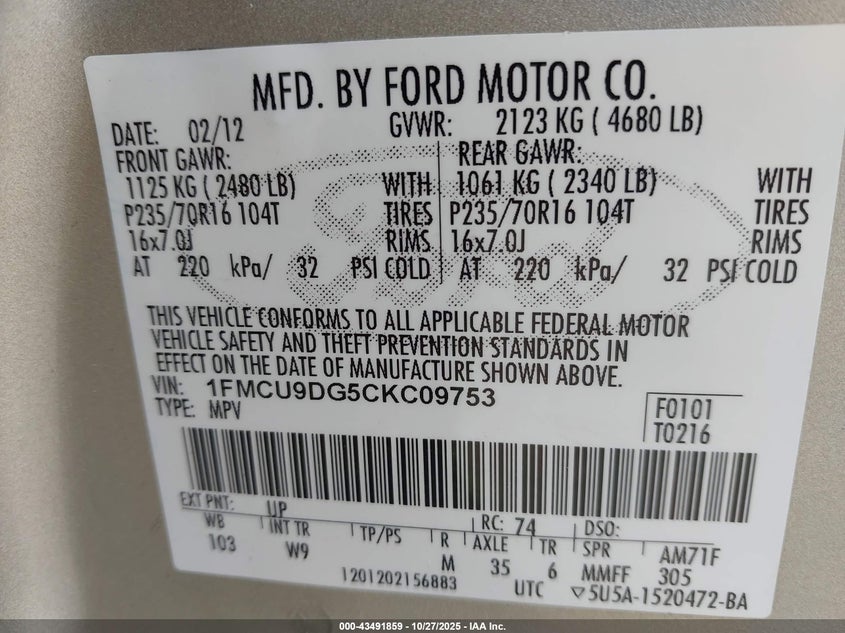 MFD. BY FORD MOTOR CO.
DATE: 02/12 GVWR: 2123 KG ( 4680 LB)
FRONT GAWR: REAR GAWR:
1125 KG ( 2480 LB) WITH 1061 KG ( 2340 LB) WITH
P235/70R16 104T TIRES P235/70R16 104T TIRES
16x7.0J RIMS 16x7.0J RIMS
AT 220 kPa/ 32 PSI COLD AT 220 kPa/ 32 PSI COLD
Ford
THIS VEHICLE CONFORMS TO ALL APPLICABLE FEDERAL MOTOR
VEHICLE SAFETY AND THEFT PREVENTION STANDARDS IN
EFFECT ON THE DATE OF MANUFACTURE SHOWN ABOVE.
VIN: 1FMCU9DG5CKC09753
TYPE: MPV
F0101
T0216
EXT PNT: UP RC: 74 DSO:
WB INT TR TP/PS R AXLE TR SPR AM71F
103 W9 M 35 6 MMFF 305
1201202156883 UTC ▽5U5A-1520472-BA
000-43491859 - 10/27/2025 - IAA Inc.